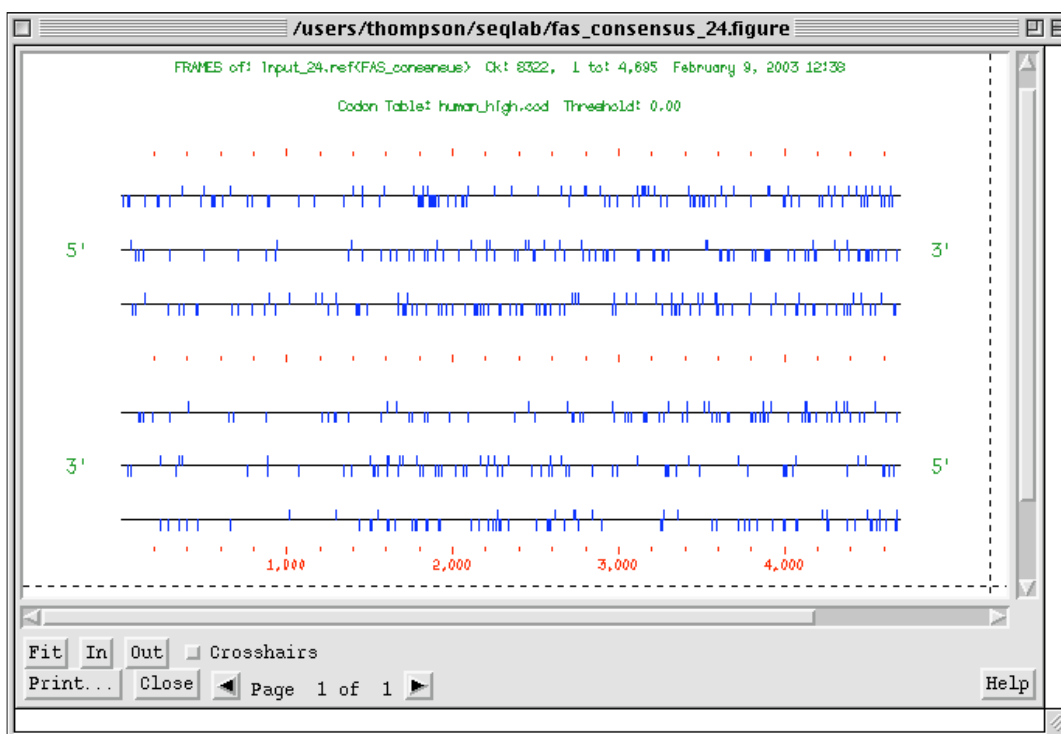 /users/thompson/seqlab/fas_consensus_24.figure
FRAMES of: Input_24.ref{FAS_consensus} Ck: 8322, 1 to: 4,695 February 9, 2003 12:38
Codon Table: human_high.cod Threshold: 0.00
5' 3'
3' 5'
1,000 2,000 3,000 4,000
Fit In Out Crosshairs
Print... Close Page 1 of 1 Help